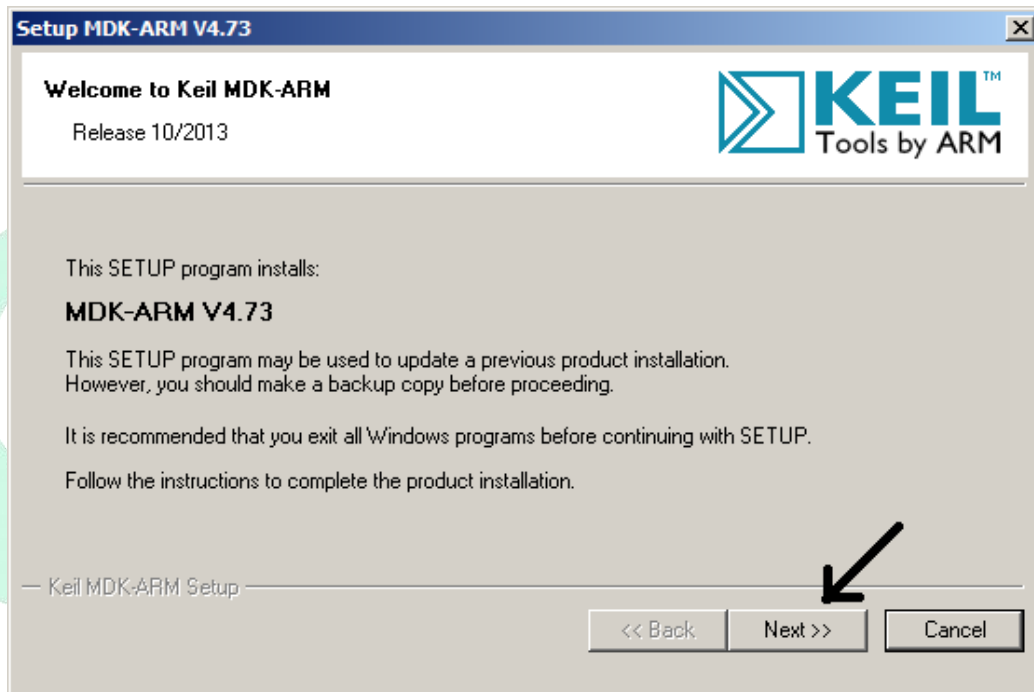 Setup MDK-ARM V4.73
Welcome to Keil MDK-ARM
Release 10/2013
KEIL™
Tools by ARM
This SETUP program installs:
MDK-ARM V4.73
This SETUP program may be used to update a previous product installation.
However, you should make a backup copy before proceeding.
It is recommended that you exit all Windows programs before continuing with SETUP.
Follow the instructions to complete the product installation.
Keil MDK-ARM Setup
<< Back
Next >>
Cancel